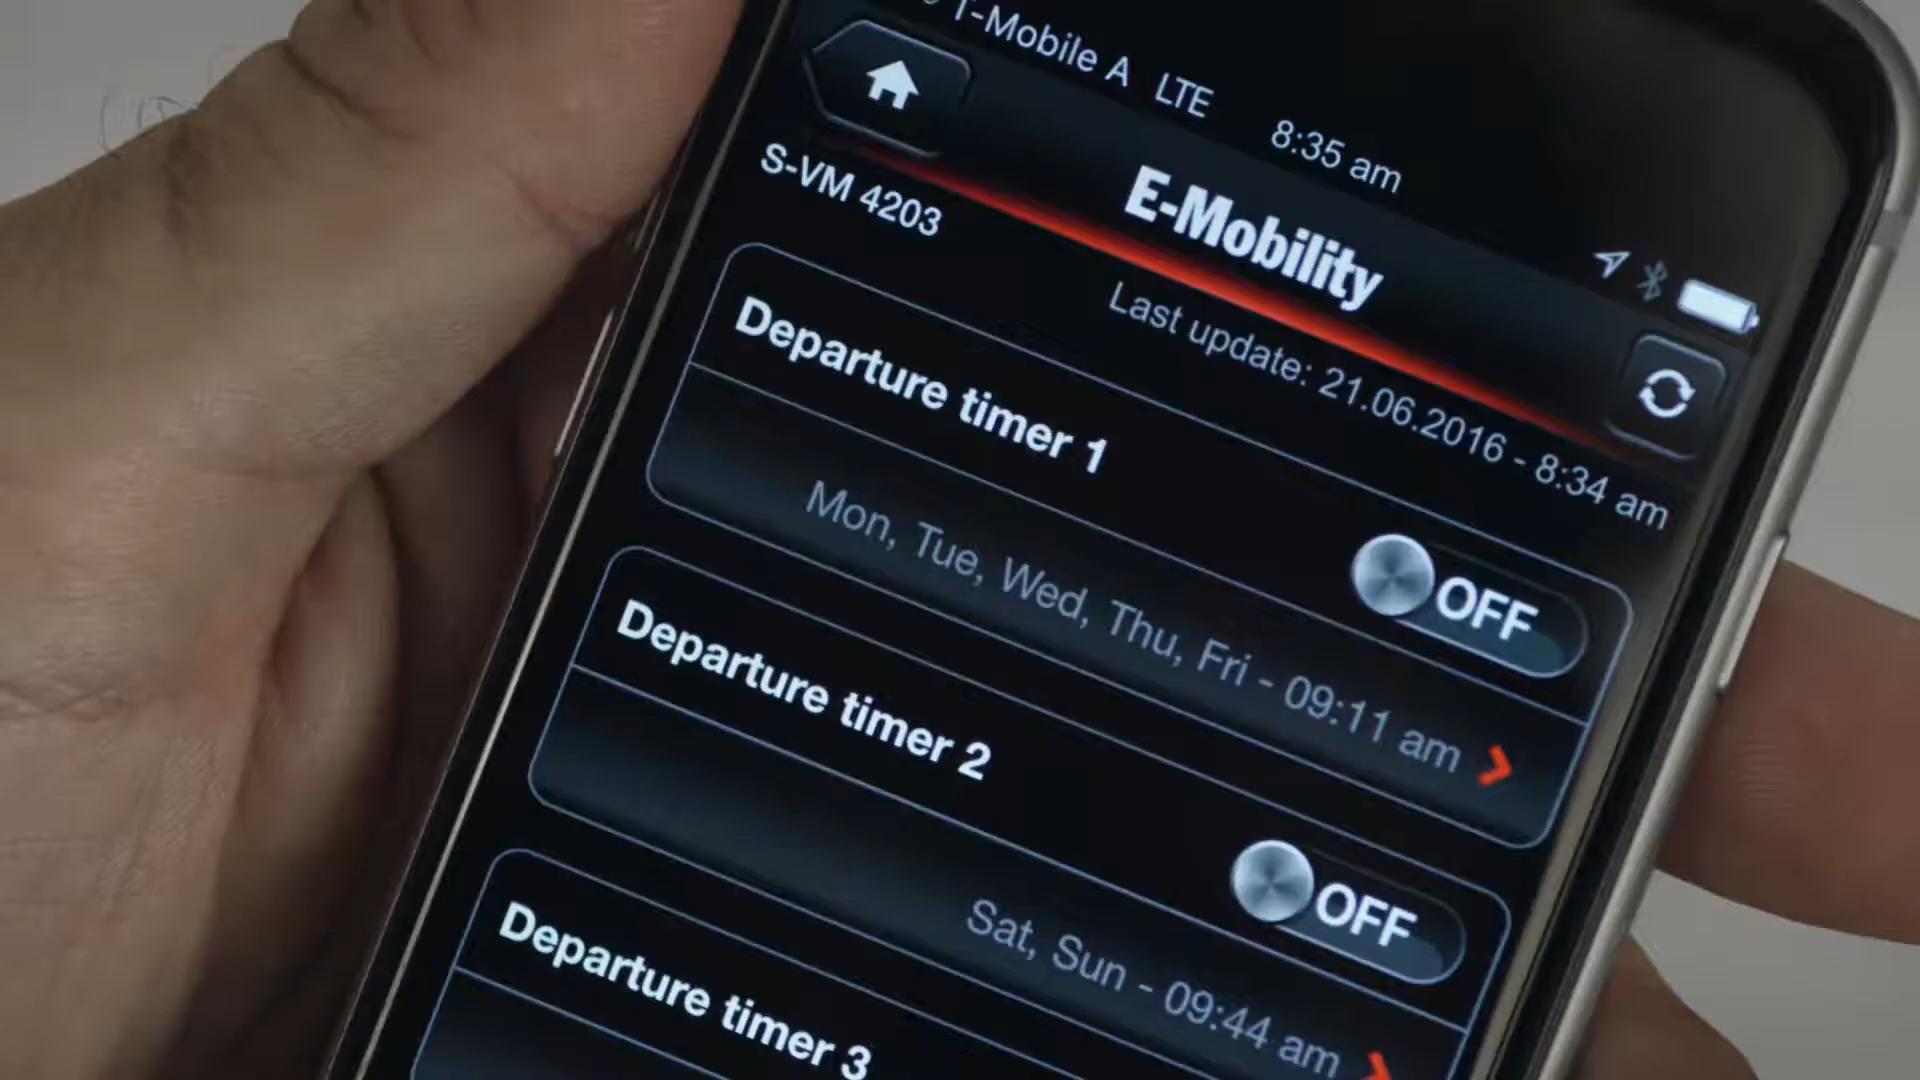 T-Mobile A LTE
8:35 am
E-Mobility
S-VM 4203
Last update: 21.06.2016 - 8:34 am
Departure timer 1
OFF
Mon, Tue, Wed, Thu, Fri - 09:11 am
Departure timer 2
OFF
Sat, Sun - 09:44 am
Departure timer 3